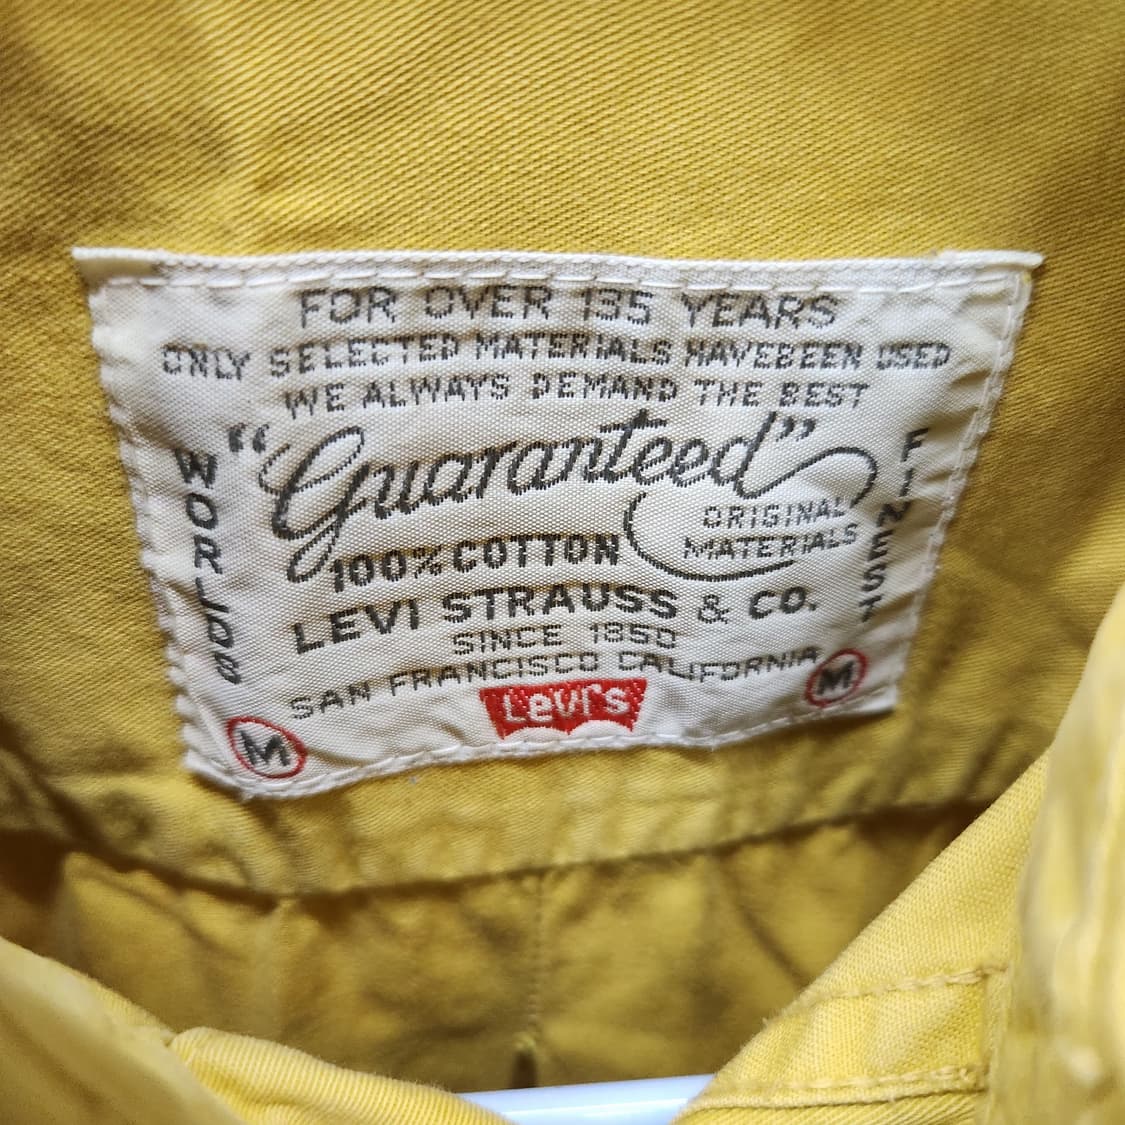 FOR OVER 135 YEARS
ONLY SELECTED MATERIALS HAVEBEEN USED
WE ALWAYS DEMAND THE BEST
WORLDS
"Guaranteed"
FINEST
ORIGINAL
MATERIALS
100% COTTON
LEVI STRAUSS & CO.
SINCE 1850
SAN FRANCISCO CALIFORNIA
M
Levi's
M